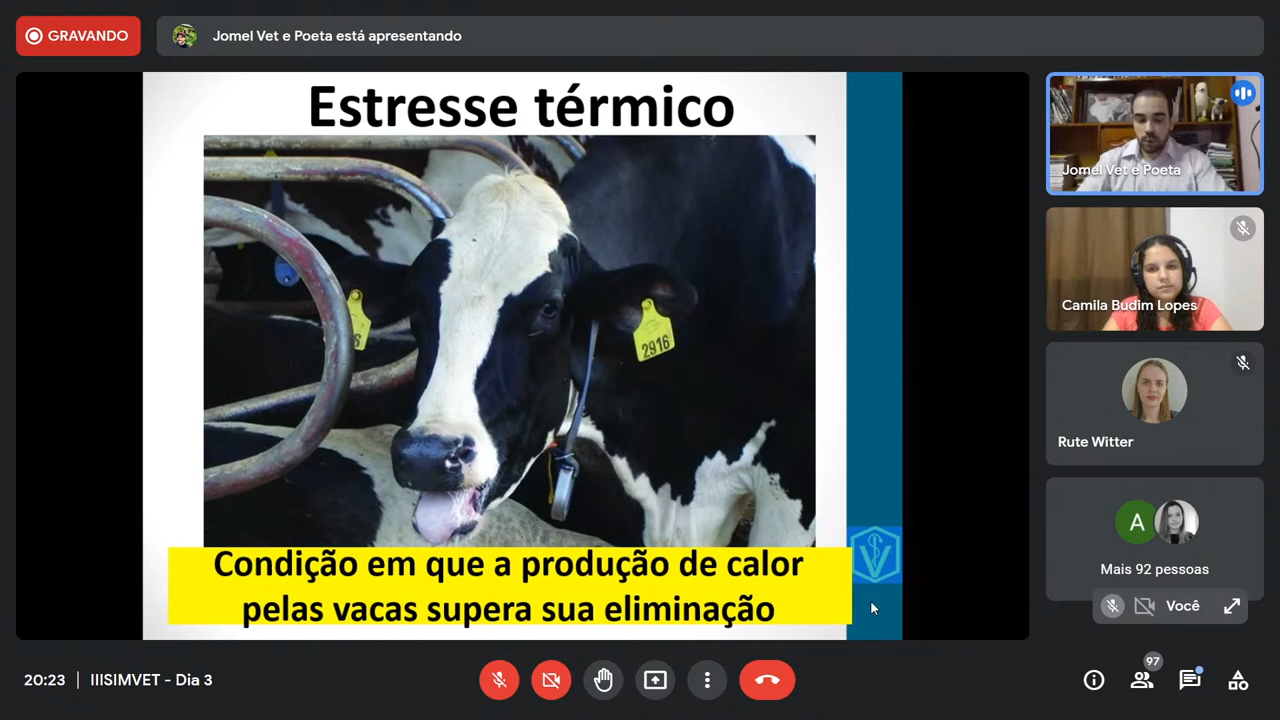 GRAVANDO
Jomel Vet e Poeta está apresentando
Estresse térmico
2916
6
Condição em que a produção de calor
pelas vacas supera sua eliminação
V
Jomel Vet e Poeta
Camila Budim Lopes
Rute Witter
A
Mais 92 pessoas
Você
20:23
IIISIMVET - Dia 3
97